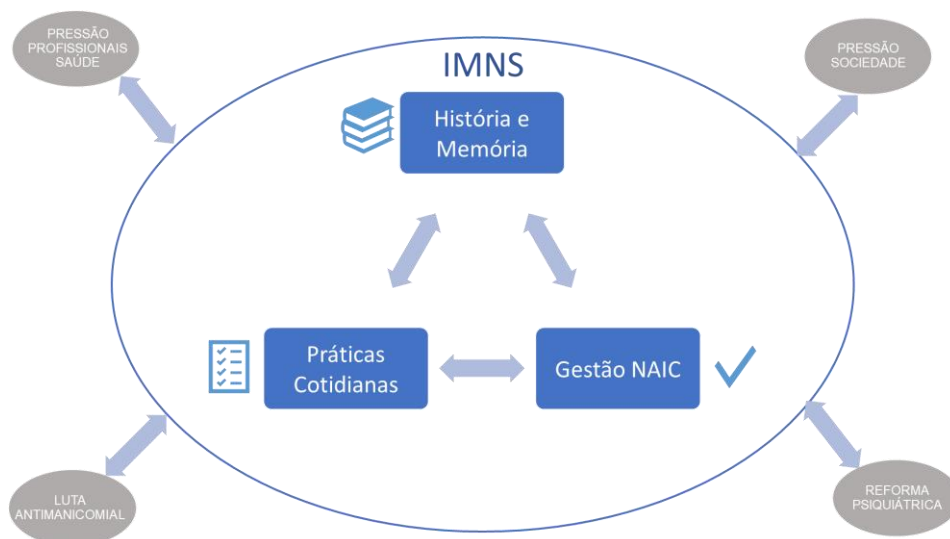 PRESSÃO
PROFISSIONAIS
SAÚDE
PRESSÃO
SOCIEDADE
IMNS
História e
Memória
Práticas
Cotidianas
Gestão NAIC
LUTA
ANTIMANICOMIAL
REFORMA
PSIQUIÁTRICA